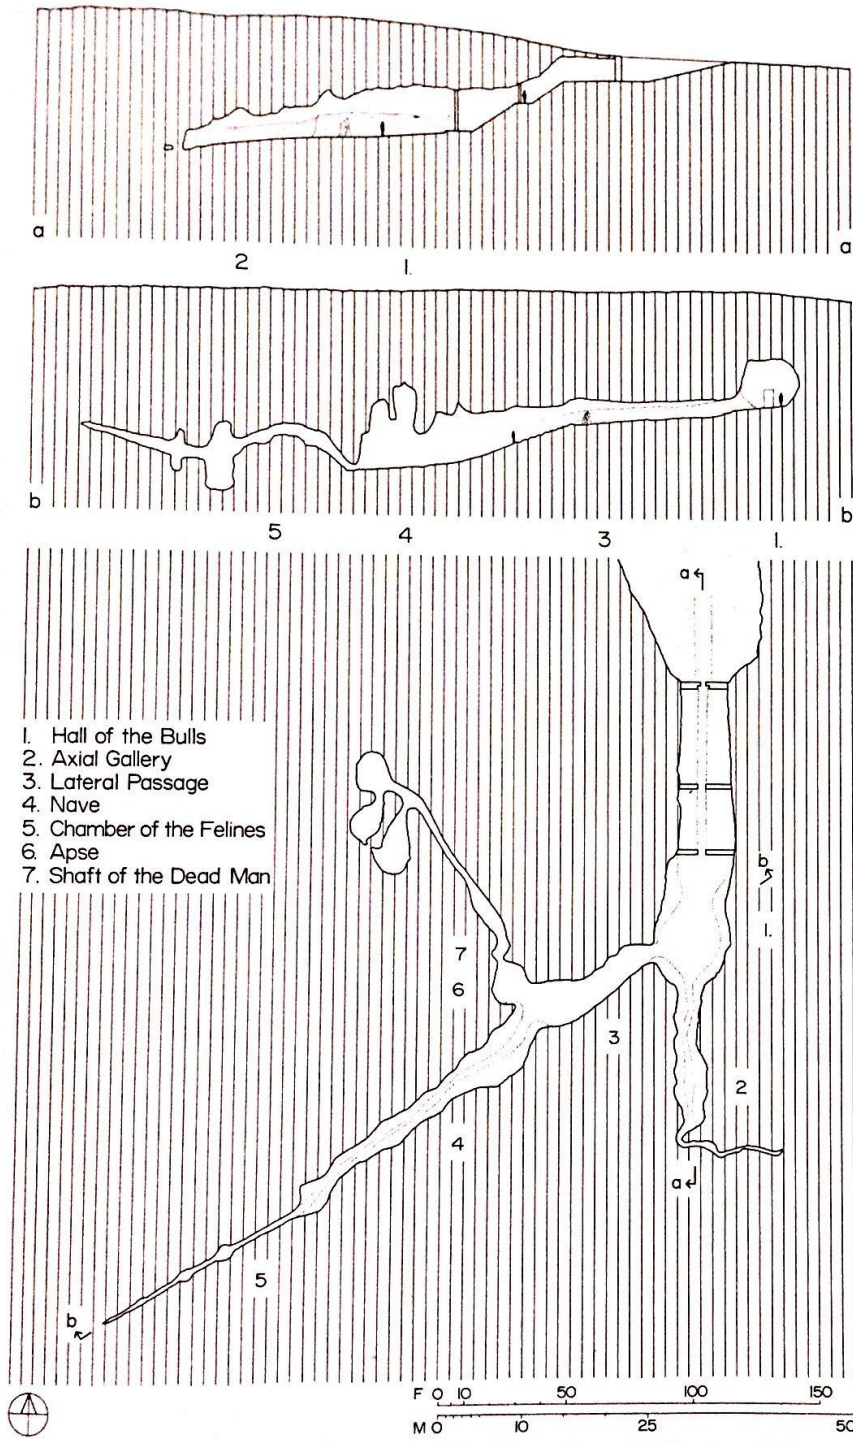 a a
2 1.
b b
5 4 3 1.
a
1. Hall of the Bulls
2. Axial Gallery
3. Lateral Passage
4. Nave
5. Chamber of the Felines
6. Apse
7. Shaft of the Dead Man
b
1.
7
6
3
2
4
a
5
b
F 0 10 50 100 150
M 0 10 25 50